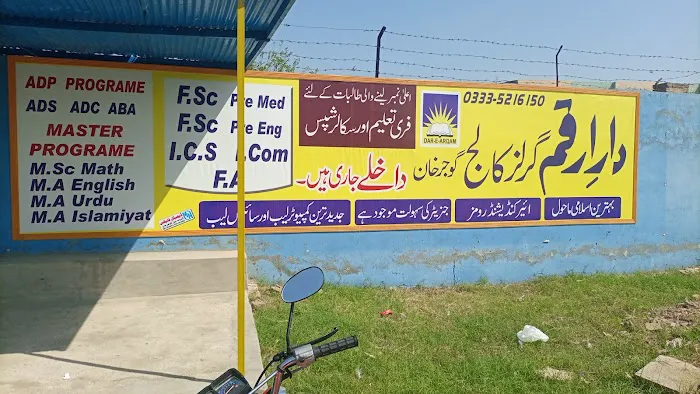 ADP PROGRAME
ADS ADC ABA
MASTER
PROGRAME
M.Sc Math
M.A English
M.A Urdu
M.A Islamiyat
F.Sc Pre Med
F.Sc Pre Eng
I.C.S I.Com
F.A
اعلیٰ نمبر لینے والی طالبات کے لئے
فری تعلیم اور سکالرشپس
DAR-E-ARQAM
0333-5216150
دارِ ارقم گرلز کالج گوجرخان
داخلے جاری ہیں۔
بہترین اسلامی ماحول
ائیر کنڈیشنڈ رومز
جنریٹر کی سہولت موجود ہے
جدید ترین کمپیوٹر لیب اور سائنس لیب